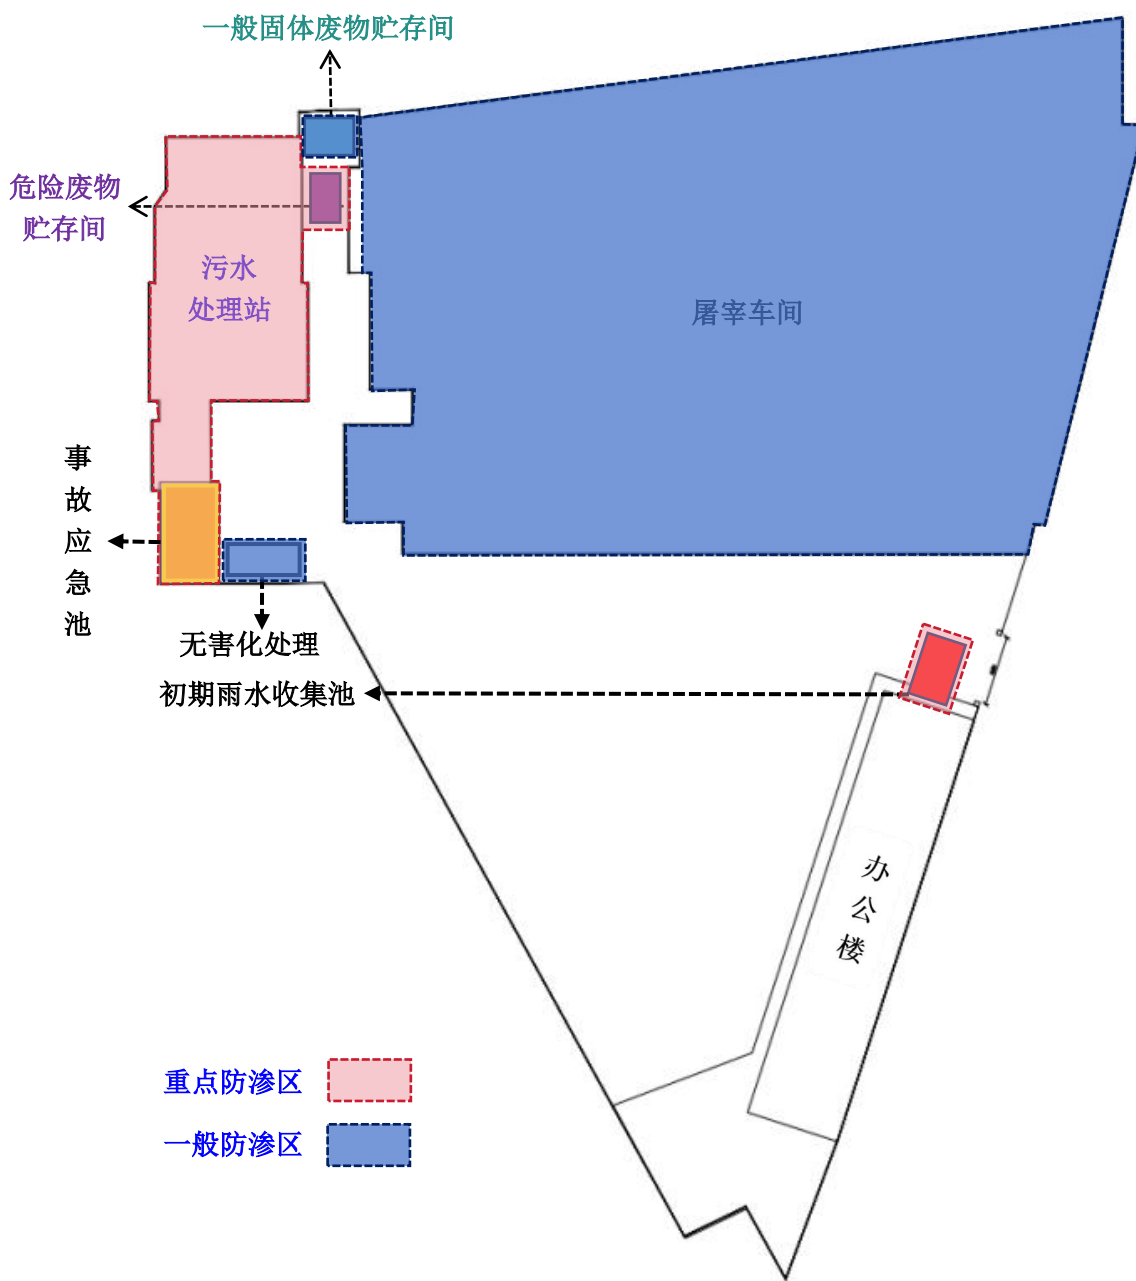 一般固体废物贮存间
危险废物
贮存间
污水
处理站
屠宰车间
事
故
应
急
池
无害化处理
初期雨水收集池
办
公
楼
重点防渗区
一般防渗区